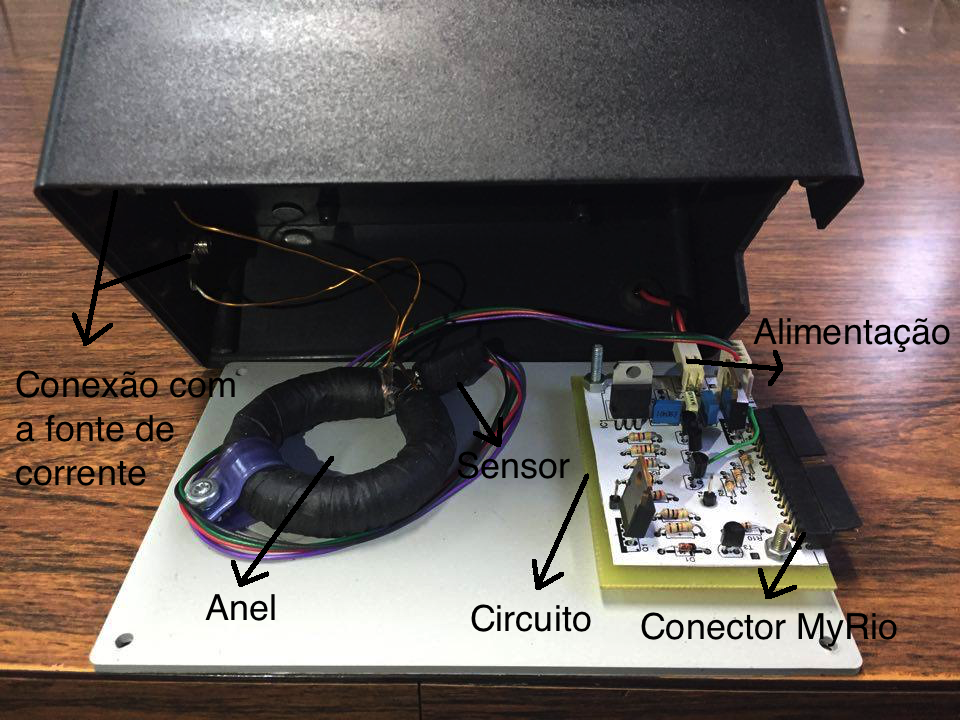 Alimentação
Conexão com
a fonte de
corrente
Sensor
Anel
Circuito
Conector MyRio